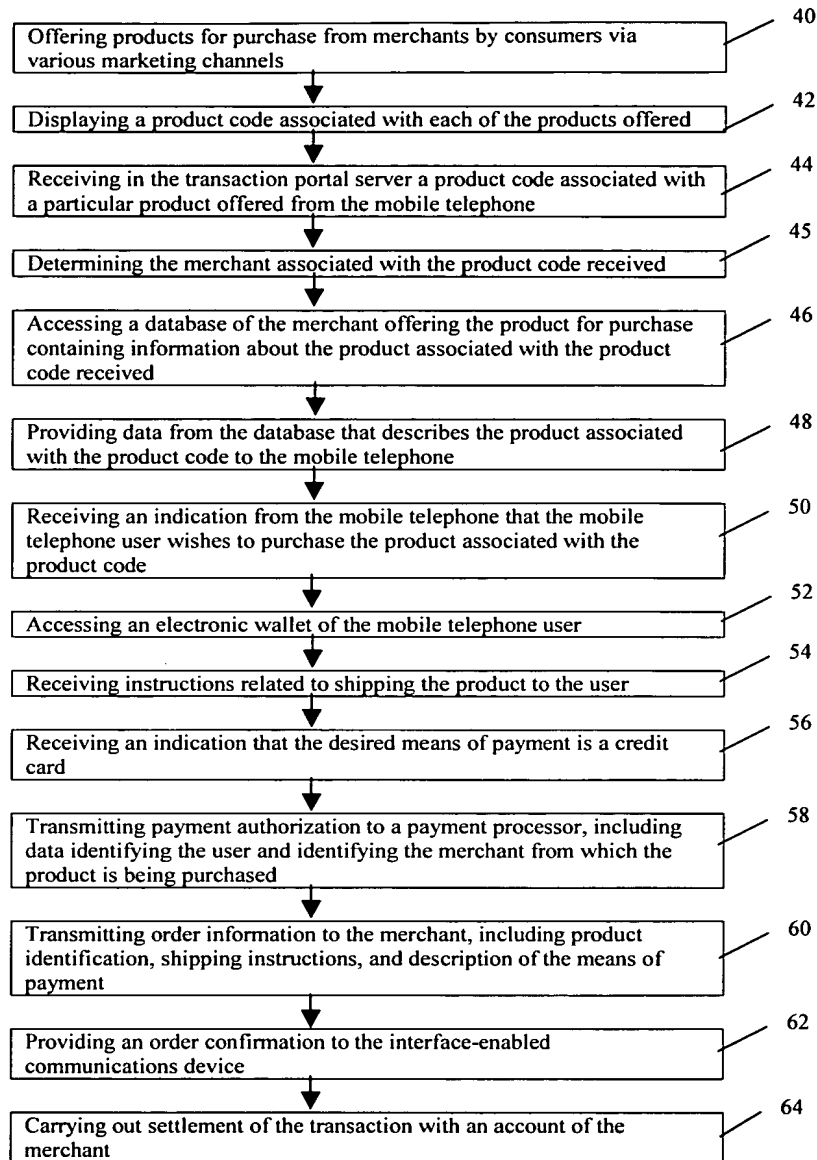 Offering products for purchase from merchants by consumers via
various marketing channels
40
Displaying a product code associated with each of the products offered
42
Receiving in the transaction portal server a product code associated with
a particular product offered from the mobile telephone
44
Determining the merchant associated with the product code received
45
Accessing a database of the merchant offering the product for purchase
containing information about the product associated with the product
code received
46
Providing data from the database that describes the product associated
with the product code to the mobile telephone
48
Receiving an indication from the mobile telephone that the mobile
telephone user wishes to purchase the product associated with the
product code
50
Accessing an electronic wallet of the mobile telephone user
52
Receiving instructions related to shipping the product to the user
54
Receiving an indication that the desired means of payment is a credit
card
56
Transmitting payment authorization to a payment processor, including
data identifying the user and identifying the merchant from which the
product is being purchased
58
Transmitting order information to the merchant, including product
identification, shipping instructions, and description of the means of
payment
60
Providing an order confirmation to the interface-enabled
communications device
62
Carrying out settlement of the transaction with an account of the
merchant
64